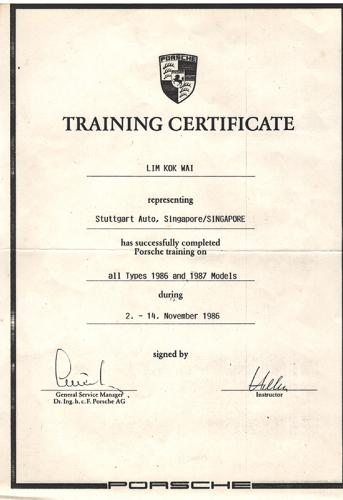 PORSCHE
TRAINING CERTIFICATE
LIM KOK WAI
representing
Stuttgart Auto, Singapore/SINGAPORE
has successfully completed
Porsche training on
all Types 1986 and 1987 Models
during
2. - 14. November 1986
signed by
General Service Manager
Dr. Ing. h. c. F. Porsche AG
Instructor
PORSCHE